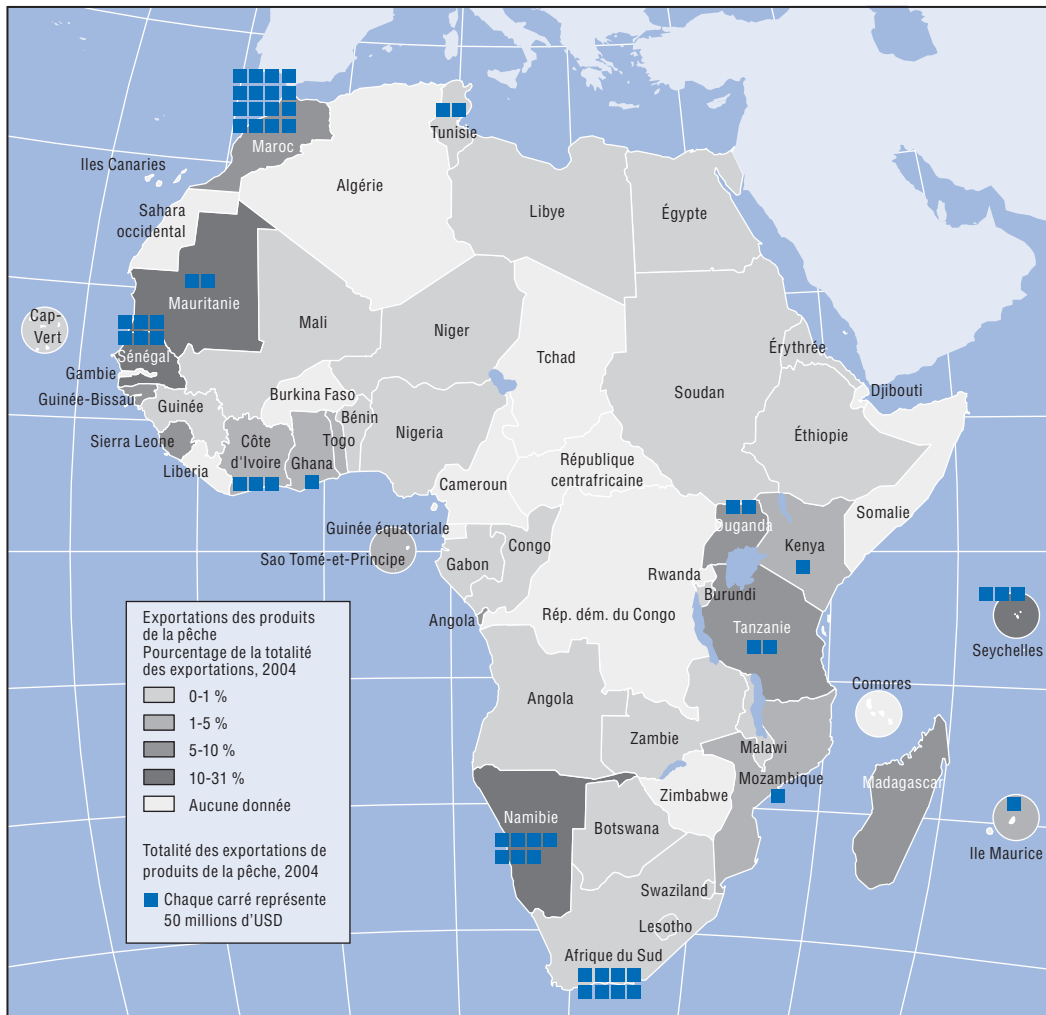 Tunisie
Maroc
Iles Canaries
Algérie
Libye
Égypte
Sahara
occidental
Mauritanie
Cap-
Vert
Mali
Niger
Tchad
Érythrée
Sénégal
Gambie
Soudan
Djibouti
Burkina Faso
Guinée-Bissau
Guinée
Bénin
Nigeria
Éthiopie
Sierra Leone
Côte
d'Ivoire
Togo
Ghana
Liberia
République
centrafricaine
Cameroun
Somalie
Guinée équatoriale
Ouganda
Kenya
Sao Tomé-et-Principe
Gabon
Congo
Rwanda
Burundi
Rép. dém. du Congo
Angola
Tanzanie
Seychelles
Comores
Angola
Zambie
Malawi
Mozambique
Madagascar
Zimbabwe
Namibie
Botswana
Ile Maurice
Swaziland
Lesotho
Afrique du Sud
Exportations des produits
de la pêche
Pourcentage de la totalité
des exportations, 2004
0-1 %
1-5 %
5-10 %
10-31 %
Aucune donnée
Totalité des exportations de
produits de la pêche, 2004
Chaque carré représente
50 millions d’USD